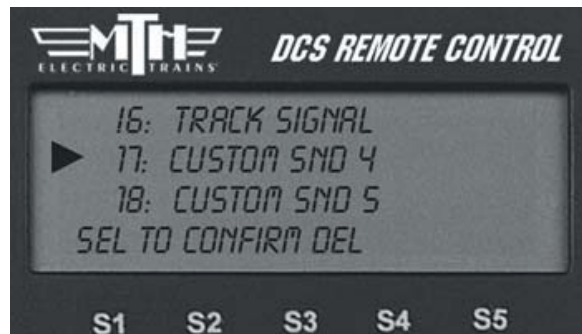 MTH
ELECTRIC TRAINS
DCS REMOTE CONTROL
16: TRACK SIGNAL
17: CUSTOM SND 4
18: CUSTOM SND 5
SEL TO CONFIRM DEL
S1 S2 S3 S4 S5